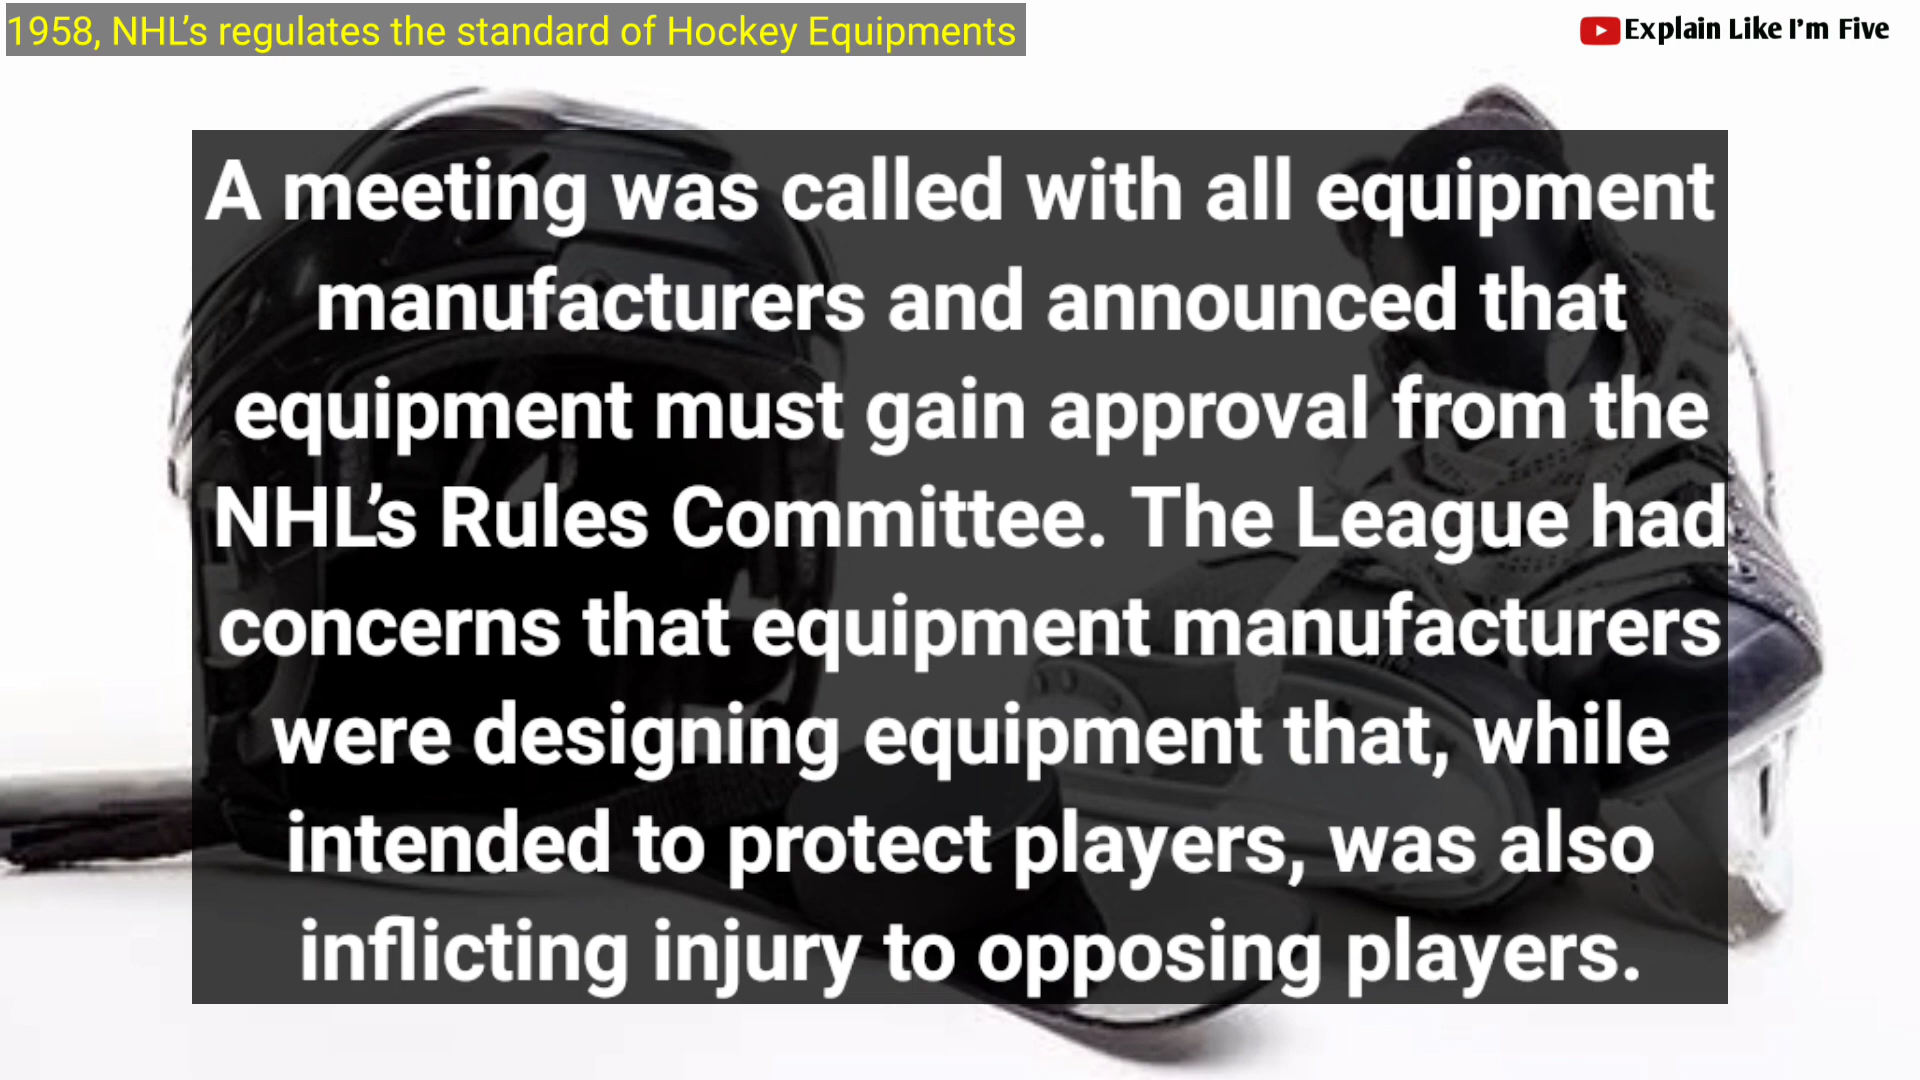 1958, NHL’s regulates the standard of Hockey Equipments
Explain Like I’m Five
A meeting was called with all equipment
manufacturers and announced that
equipment must gain approval from the
NHL’s Rules Committee. The League had
concerns that equipment manufacturers
were designing equipment that, while
intended to protect players, was also
inflicting injury to opposing players.